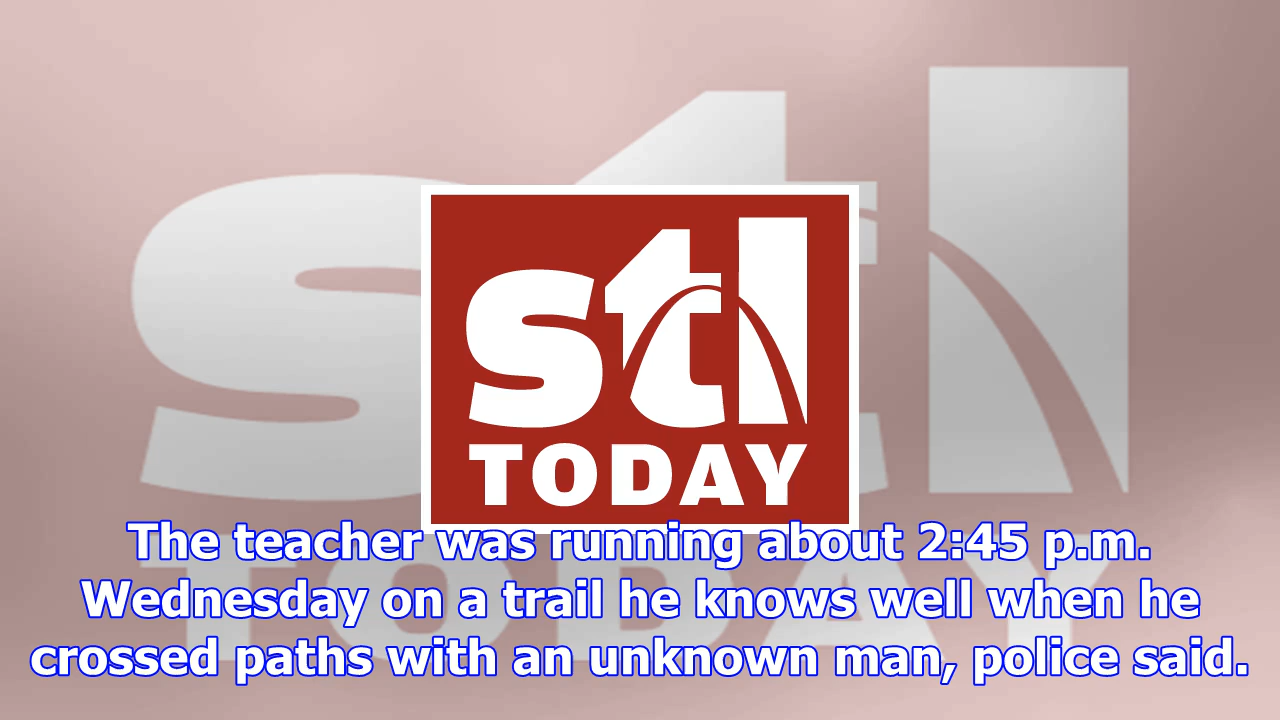 stl
TODAY
The teacher was running about 2:45 p.m.
Wednesday on a trail he knows well when he
crossed paths with an unknown man, police said.